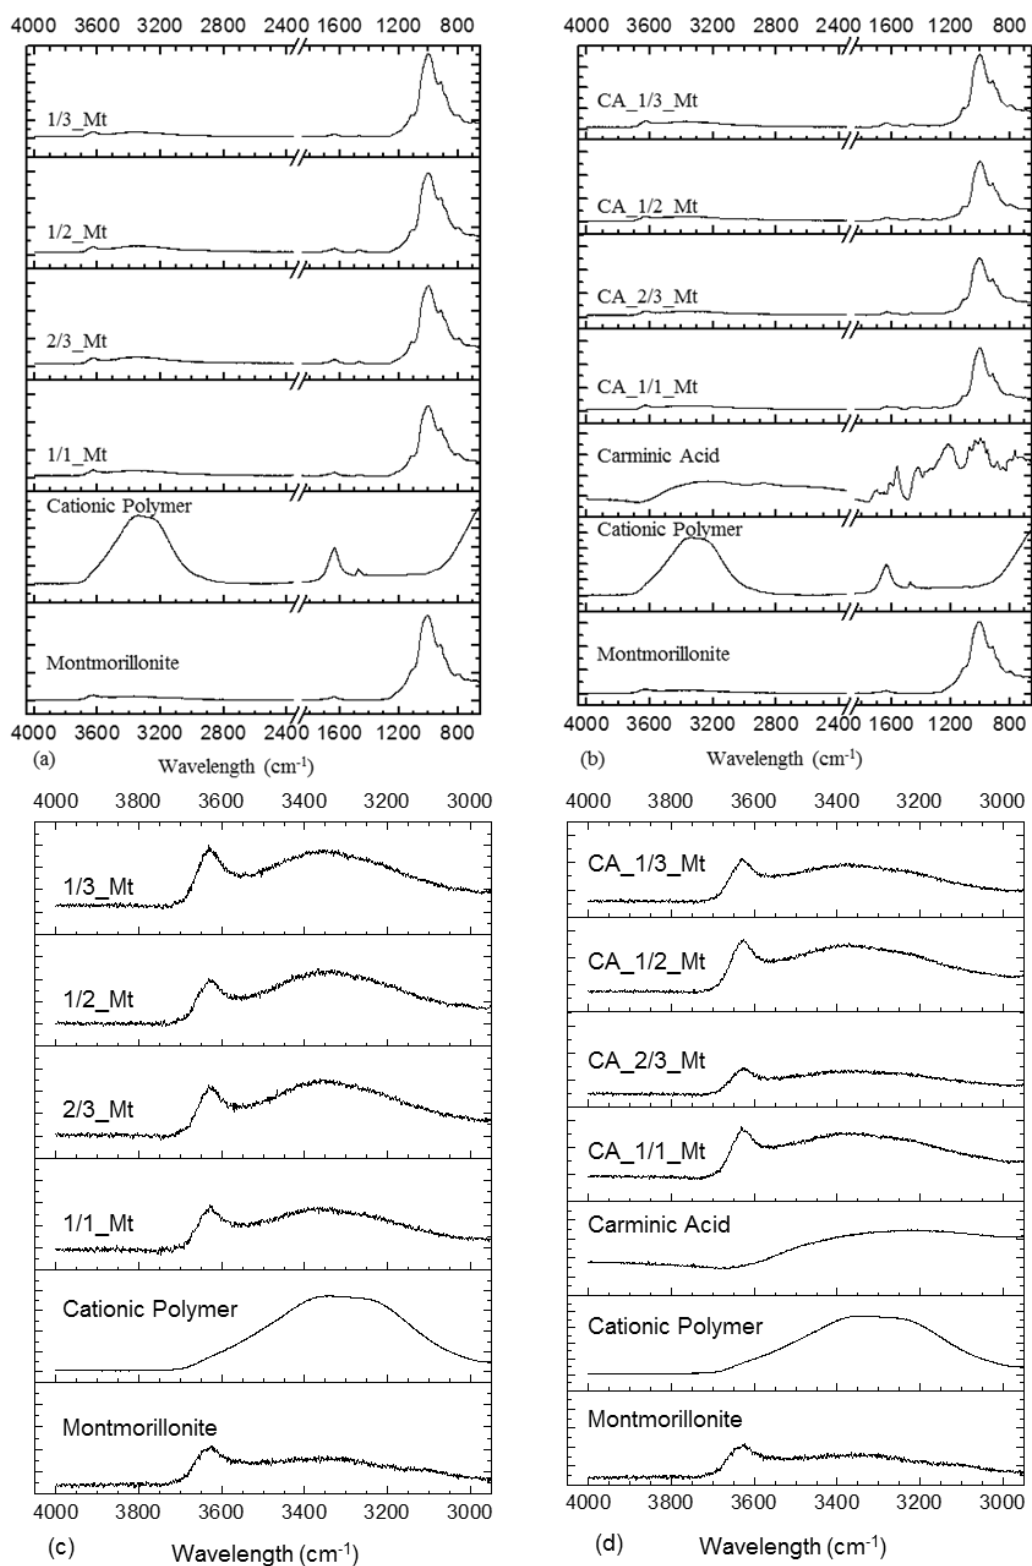 4000 3600 3200 2800 2400 1600 1200 800
1/3_Mt
1/2_Mt
2/3_Mt
1/1_Mt
Cationic Polymer
Montmorillonite
4000 3600 3200 2800 2400 1600 1200 800
(a)
Wavelength (cm⁻¹)
4000 3600 3200 2800 2400 1600 1200 800
CA_1/3_Mt
CA_1/2_Mt
CA_2/3_Mt
CA_1/1_Mt
Carminic Acid
Cationic Polymer
Montmorillonite
4000 3600 3200 2800 2400 1600 1200 800
(b)
Wavelength (cm⁻¹)
4000 3800 3600 3400 3200 3000
1/3_Mt
1/2_Mt
2/3_Mt
1/1_Mt
Cationic Polymer
Montmorillonite
4000 3800 3600 3400 3200 3000
(c)
Wavelength (cm⁻¹)
4000 3800 3600 3400 3200 3000
CA_1/3_Mt
CA_1/2_Mt
CA_2/3_Mt
CA_1/1_Mt
Carminic Acid
Cationic Polymer
Montmorillonite
4000 3800 3600 3400 3200 3000
(d)
Wavelength (cm⁻¹)